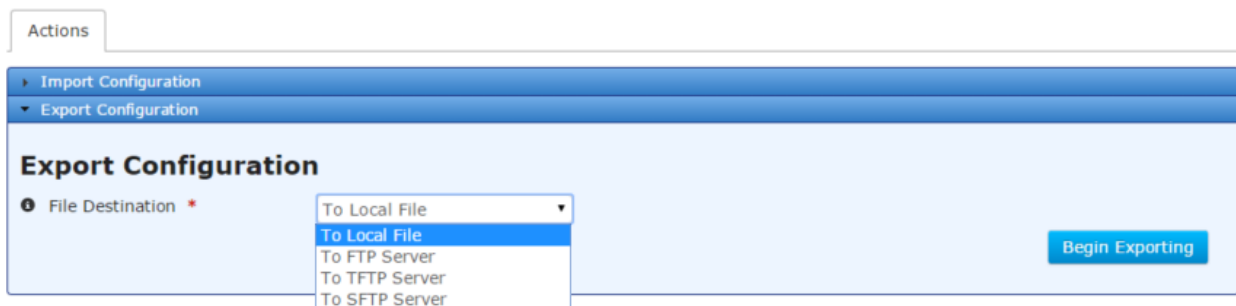 Actions
Import Configuration
Export Configuration
Export Configuration
File Destination *
To Local File
To Local File
To FTP Server
Begin Exporting
To TFTP Server
To SFTP Server